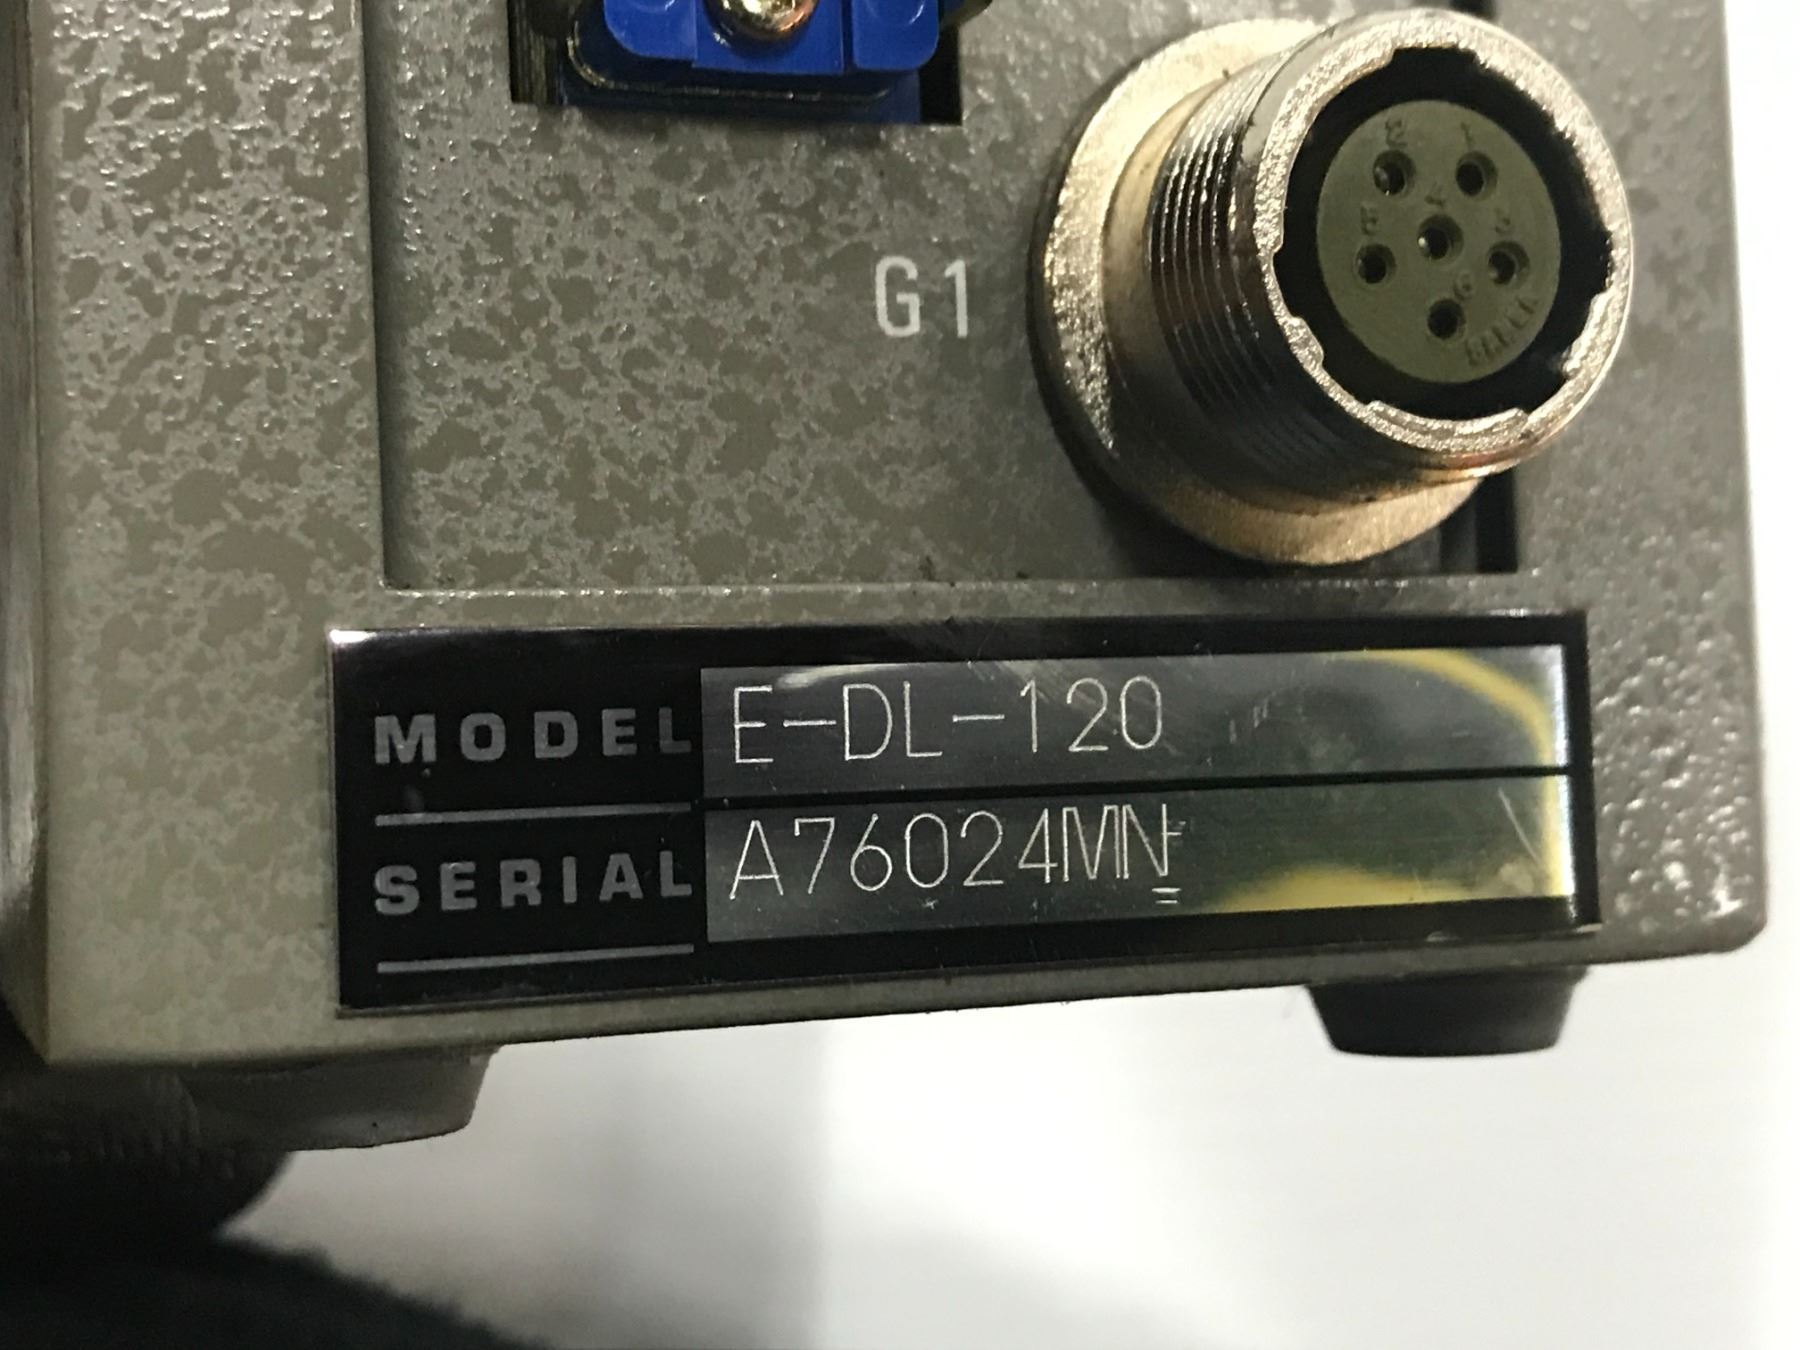 G1
MODEL E-DL-120
SERIAL A76024MN